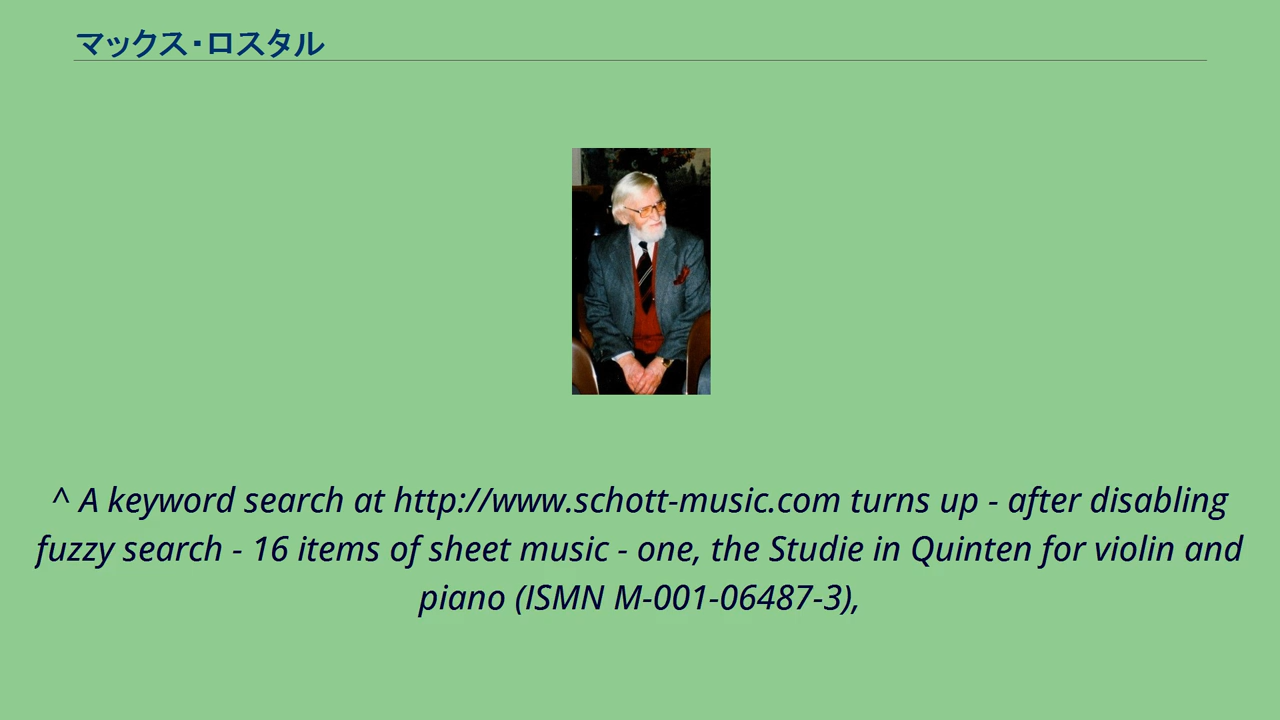 マックス・ロスタル
^ A keyword search at http://www.schott-music.com turns up - after disabling
fuzzy search - 16 items of sheet music - one, the Studie in Quinten for violin and
piano (ISMN M-001-06487-3),